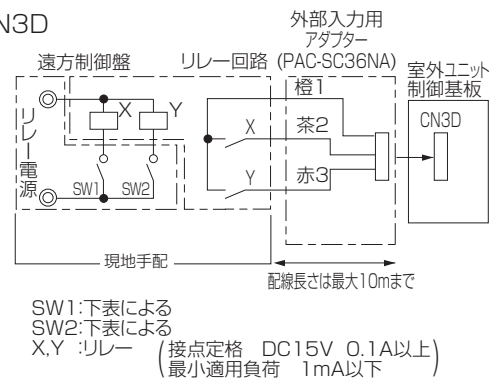 CN3D
外部入力用
アダプター
(PAC-SC36NA)
遠方制御盤
リレー回路
室外ユニット
制御基板
リレー電源
X
Y
SW1
SW2
X
Y
橙1
茶2
赤3
CN3D
現地手配
配線長さは最大10mまで
SW1:下表による
SW2:下表による
X,Y :リレー (接点定格 DC15V 0.1A以上
最小適用負荷 1mA以下)